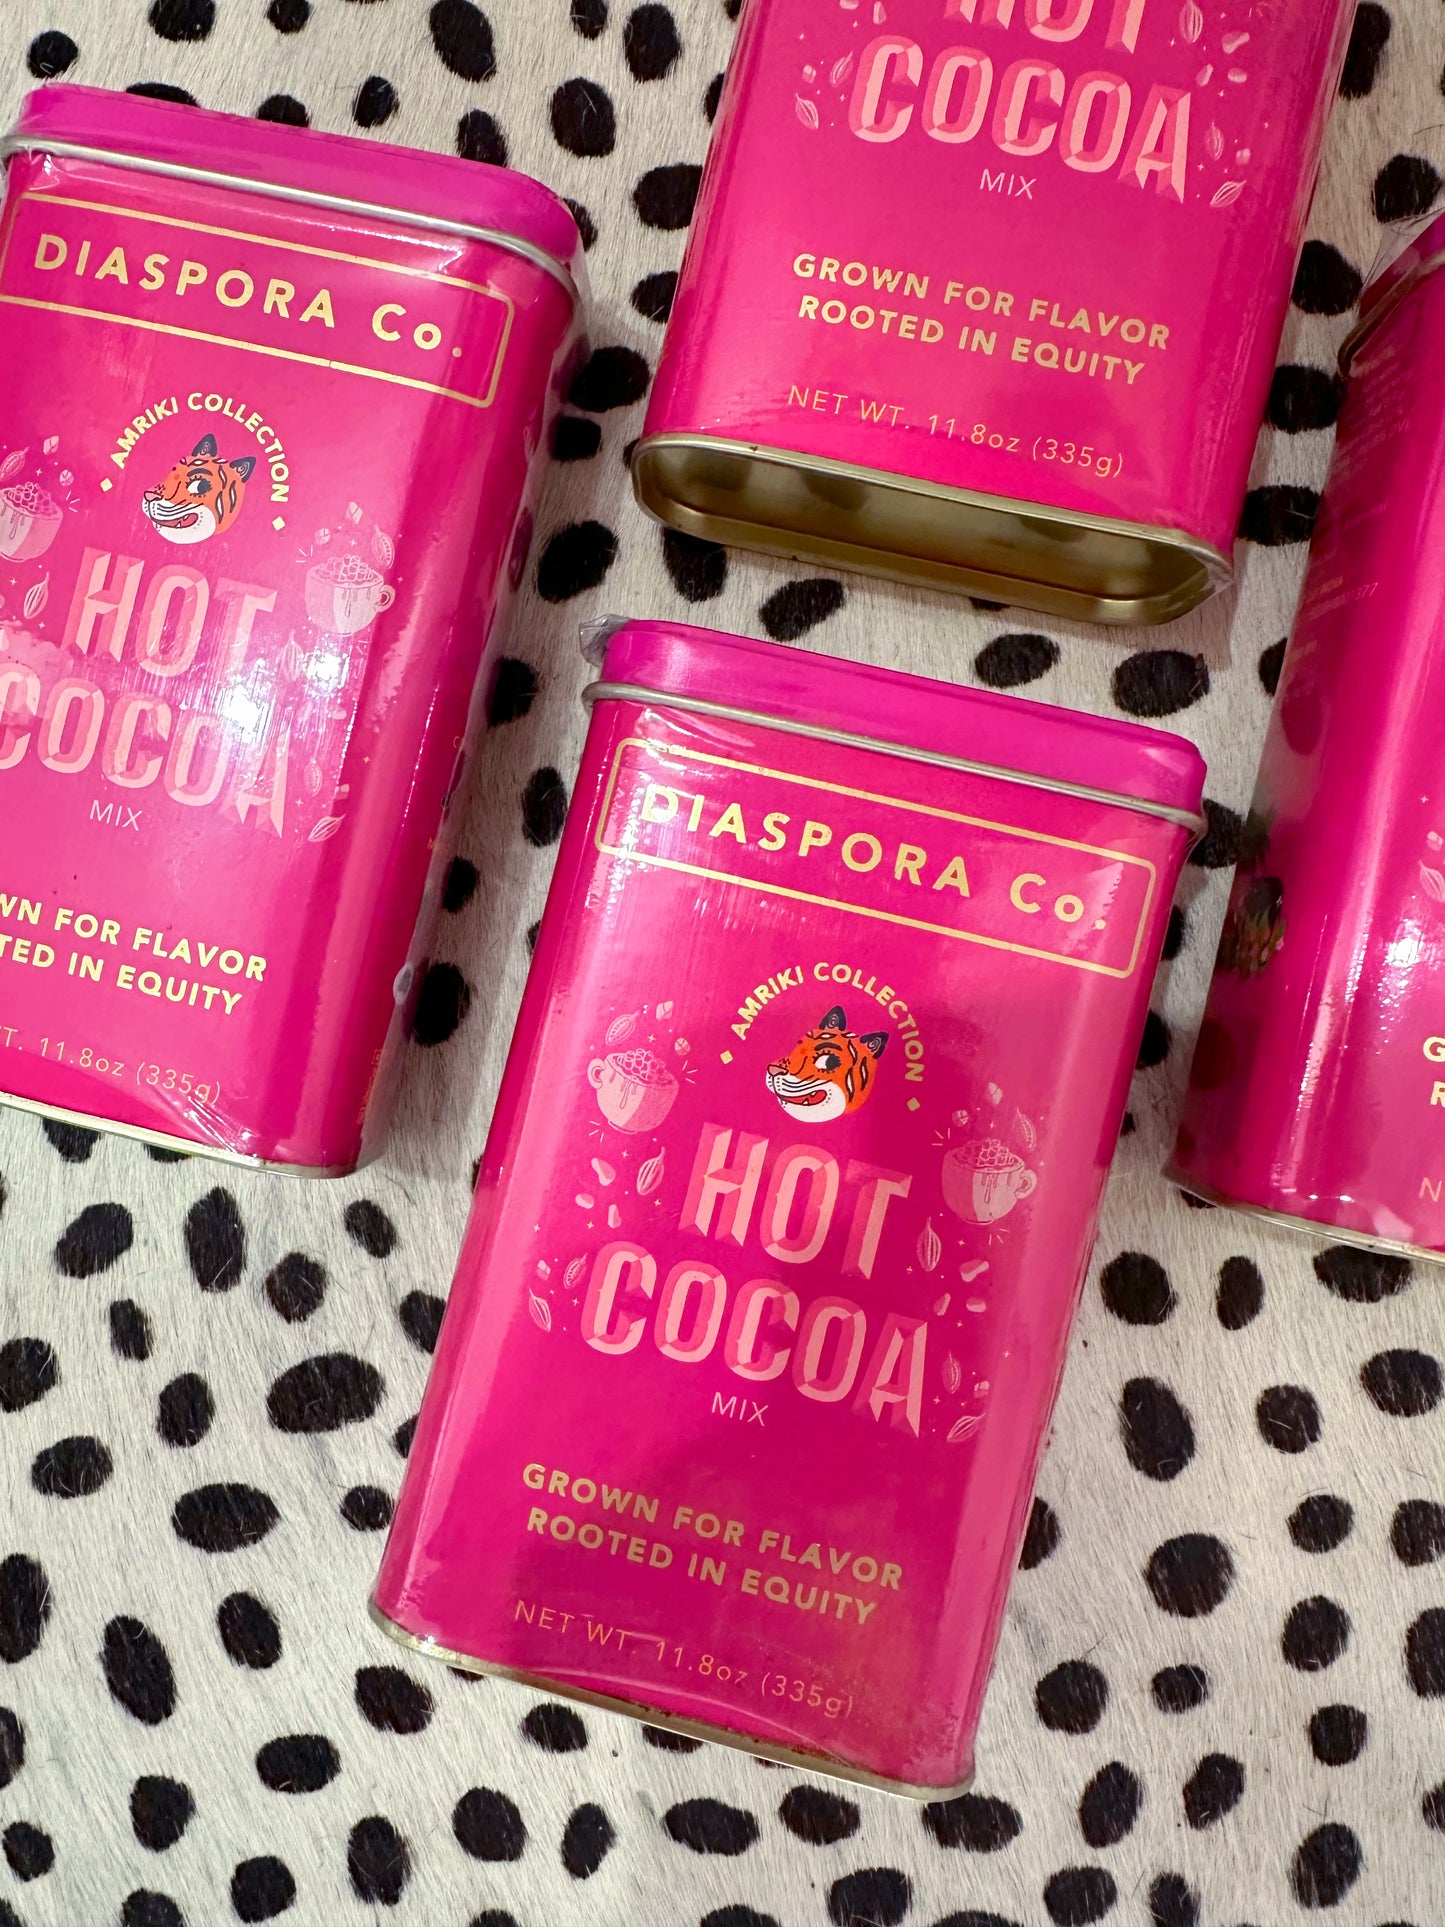 HOT
COCOA
MIX
GROWN FOR FLAVOR
ROOTED IN EQUITY
NET WT. 11.8oz (335g)
DIASPORA Co.
AMRIKI COLLECTION
HOT
COCOA
MIX
WN FOR FLAVOR
TED IN EQUITY
T. 11.8oz (335g)
DIASPORA Co.
AMRIKI COLLECTION
HOT
COCOA
MIX
GROWN FOR FLAVOR
ROOTED IN EQUITY
NET WT. 11.8oz (335g)
G
R
N